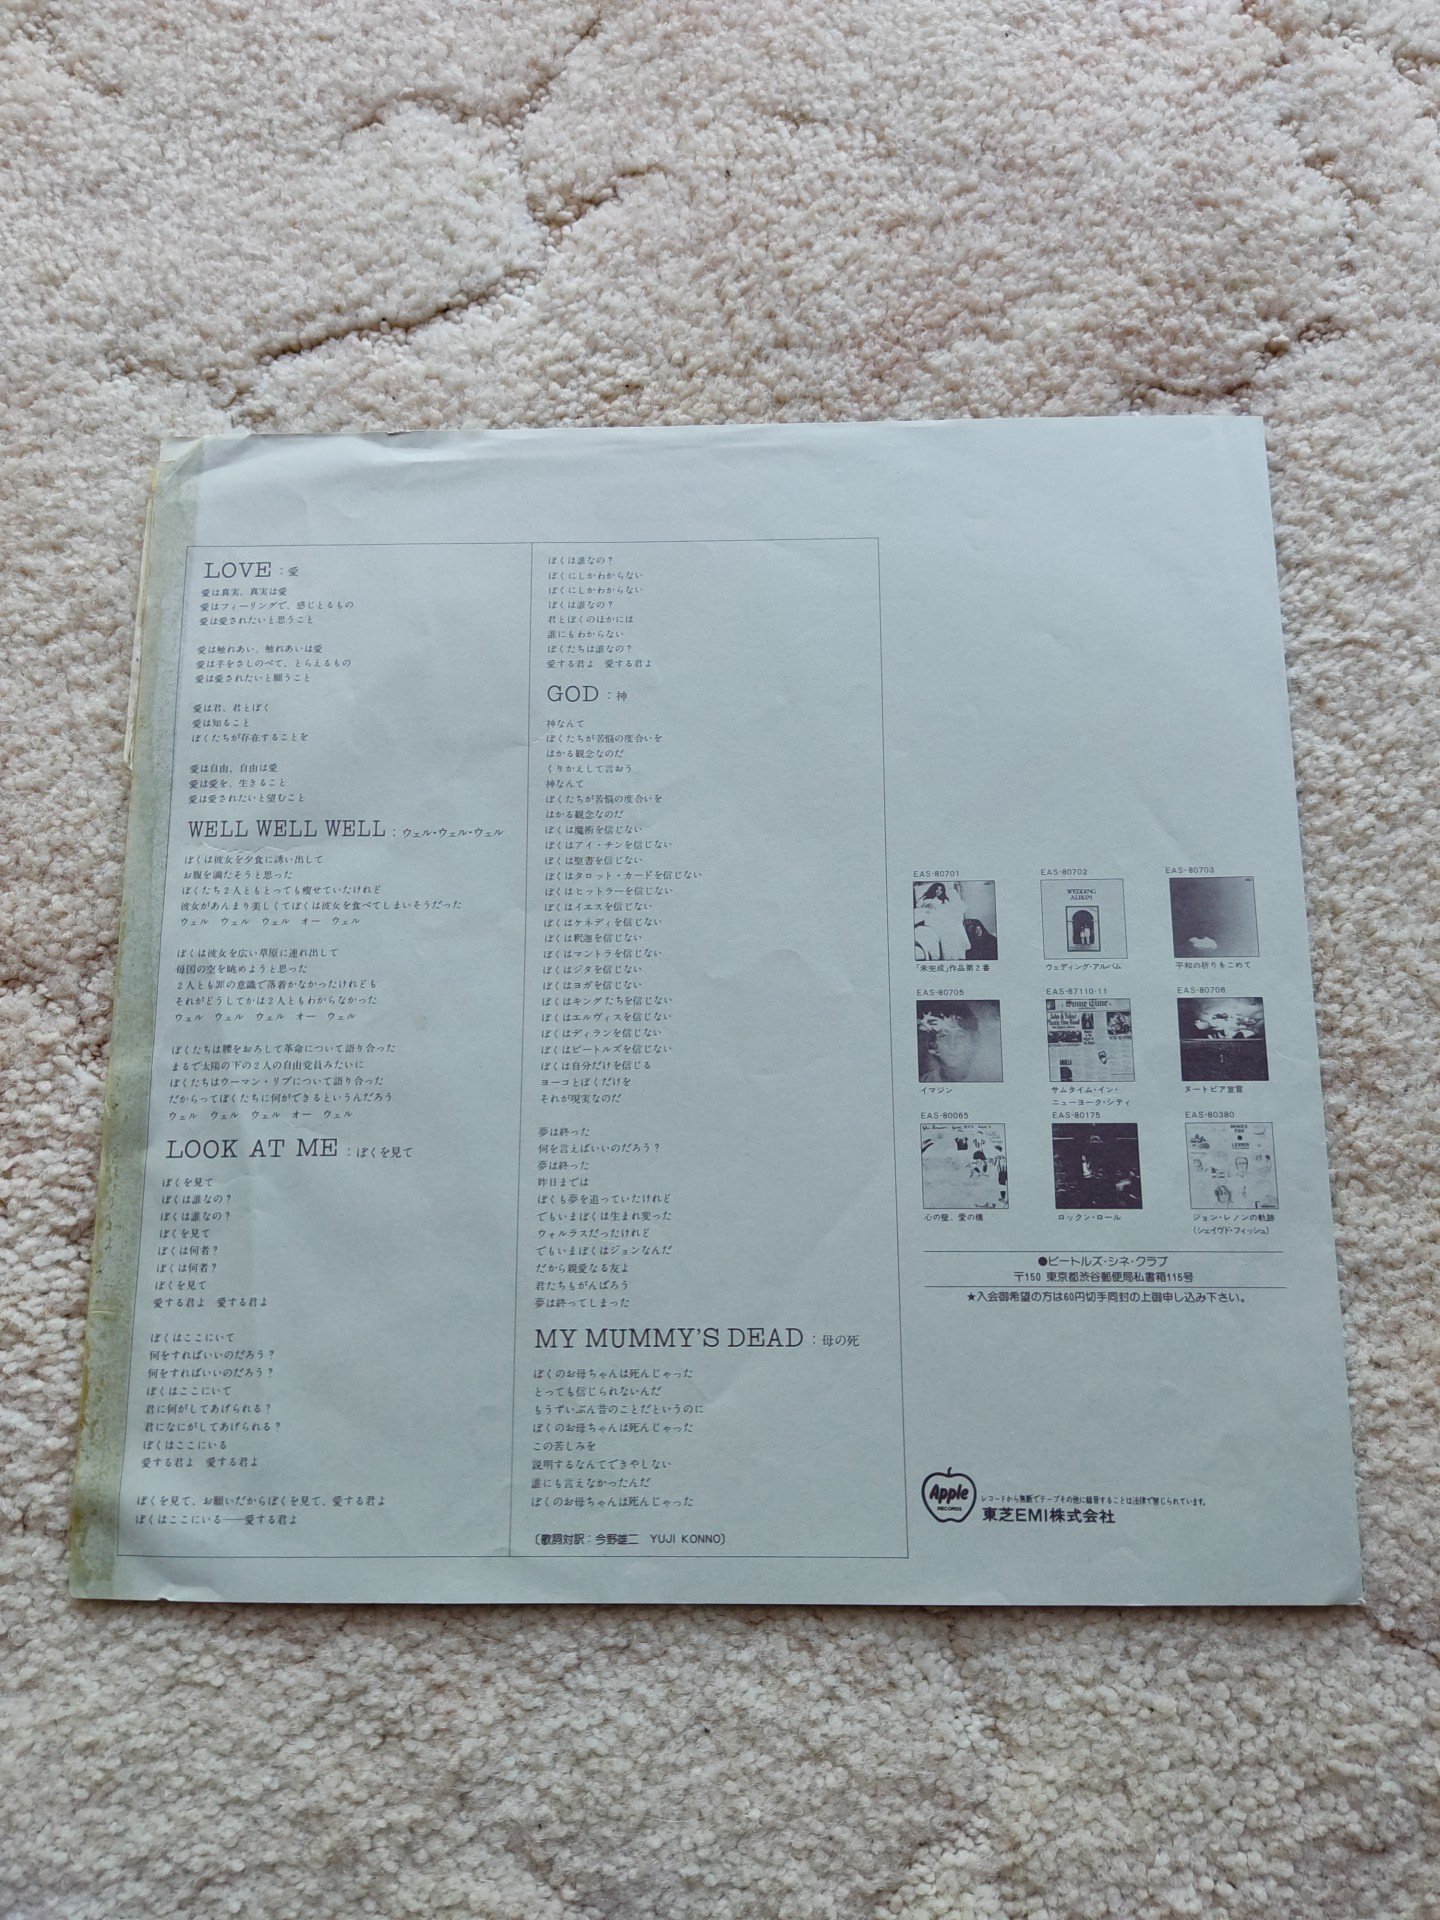 LOVE：愛
愛は真実、真実は愛
愛はフィーリングで、感じとるもの
愛は愛されたいと思うこと
愛は触れあい、触れあいは愛
愛は手をさしのべて、とらえるもの
愛は愛されたいと願うこと
愛は君、君とぼく
愛は知ること
ぼくたちが存在することを
愛は自由、自由は愛
愛は愛を、生きること
愛は愛されたいと望むこと
WELL WELL WELL：ウェル・ウェル・ウェル
ぼくは彼女を夕食に誘い出して
お腹を満たそうと思った
ぼくたち２人ともとっても痩せていたけれど
彼女があんまり美しくてぼくは彼女を食べてしまいそうだった
ウェル　ウェル　ウェル　オー　ウェル
ぼくは彼女を広い草原に連れ出して
母国の空を眺めようと思った
２人とも罪の意識で落着かなかったけれども
それがどうしてかは２人ともわからなかった
ウェル　ウェル　ウェル　オー　ウェル
ぼくたちは腰をおろして革命について語り合った
まるで太陽の下の２人の自由党員みたいに
ぼくたちはウーマン・リブについて語り合った
だからってぼくたちに何ができるというんだろう
ウェル　ウェル　ウェル　オー　ウェル
LOOK AT ME：ぼくを見て
ぼくを見て
ぼくは誰なの？
ぼくは誰なの？
ぼくを見て
ぼくは何者？
ぼくは何者？
ぼくを見て
愛する君よ　愛する君よ
ぼくはここにいて
何をすればいいのだろう？
何をすればいいのだろう？
ぼくはここにいて
君に何がしてあげられる？
君になにがしてあげられる？
ぼくはここにいる
愛する君よ　愛する君よ
ぼくを見て、お願いだからぼくを見て、愛する君よ
ぼくはここにいる──愛する君よ
ぼくは誰なの？
ぼくにしかわからない
ぼくにしかわからない
ぼくは誰なの？
君とぼくのほかには
誰にもわからない
ぼくたちは誰なの？
愛する君よ　愛する君よ
GOD：神
神なんて
ぼくたちが苦悩の度合いを
はかる観念なのだ
くりかえして言おう
神なんて
ぼくたちが苦悩の度合いを
はかる観念なのだ
ぼくは魔術を信じない
ぼくはアイ・チンを信じない
ぼくは聖書を信じない
ぼくはタロット・カードを信じない
ぼくはヒットラーを信じない
ぼくはイエスを信じない
ぼくはケネディを信じない
ぼくは釈迦を信じない
ぼくはマントラを信じない
ぼくはジタを信じない
ぼくはヨガを信じない
ぼくはキングたちを信じない
ぼくはエルヴィスを信じない
ぼくはディランを信じない
ぼくはビートルズを信じない
ぼくは自分だけを信じる
ヨーコとぼくだけを
それが現実なのだ
夢は終った
何を言えばいいのだろう？
夢は終った
昨日までは
ぼくも夢を追っていたけれど
でもいまぼくは生まれ変った
ウォルラスだったけれど
でもいまぼくはジョンなんだ
だから親愛なる友よ
君たちもがんばろう
夢は終ってしまった
MY MUMMY'S DEAD：母の死
ぼくのお母ちゃんは死んじゃった
とっても信じられないんだ
もうずいぶん昔のことだというのに
ぼくのお母ちゃんは死んじゃった
この苦しみを
説明するなんてできやしない
誰にも言えなかったんだ
ぼくのお母ちゃんは死んじゃった
〔歌詞対訳：今野雄二　YUJI KONNO〕
EAS-80701
「未完成」作品第２番
EAS-80702
WEDDING
ALBUM
ウェディング・アルバム
EAS-80703
平和の祈りをこめて
EAS-80705
イマジン
EAS-67110-11
Some Time
サムタイム・イン・
ニューヨーク・シティ
EAS-80706
ヌートピア宣言
EAS-80065
心の壁、愛の橋
EAS-80175
ロックン・ロール
EAS-80380
ジョン・レノンの軌跡
（シェイヴド・フィッシュ）
●ビートルズ・シネ・クラブ
〒150 東京都渋谷郵便局私書箱115号
★入会御希望の方は60円切手同封の上御申し込み下さい。
Apple
RECORDS
レコードから無断でテープその他に録音することは法律で禁じられています。
東芝EMI株式会社